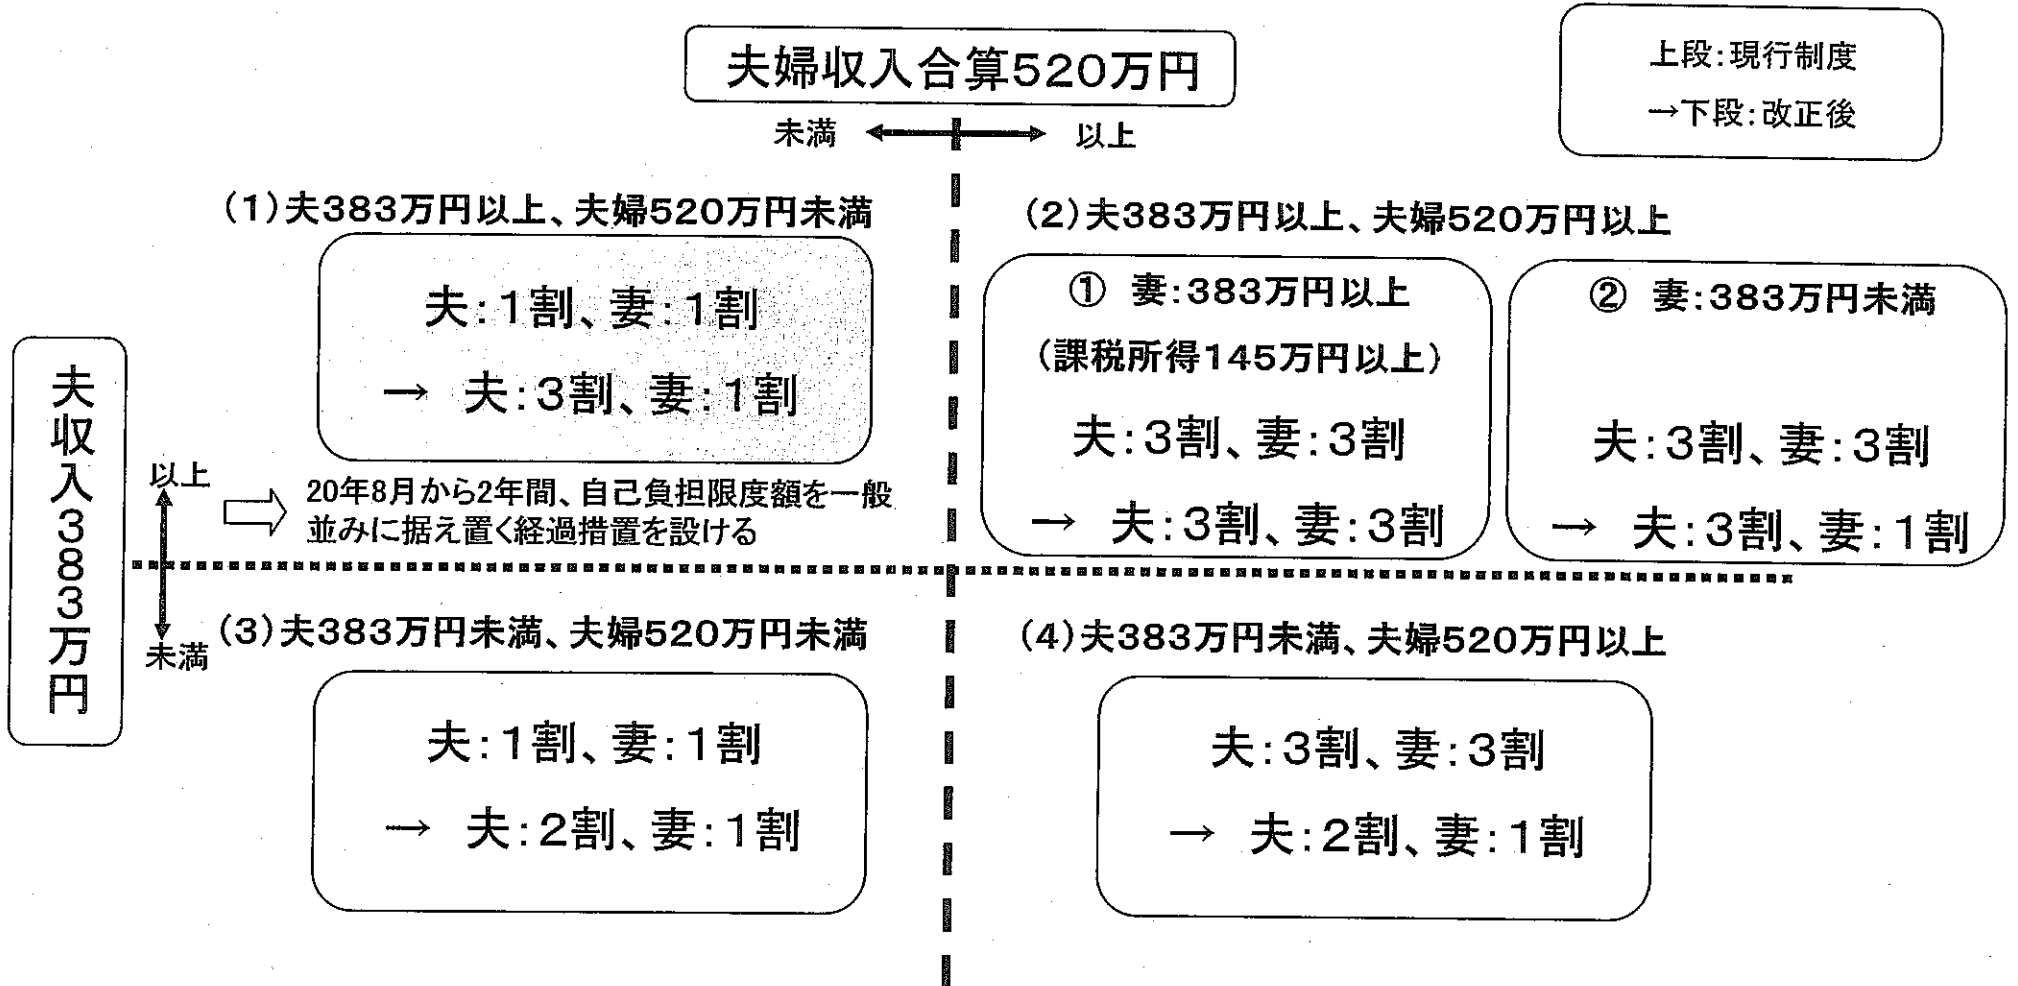 夫婦収入合算520万円
未満 以上
上段:現行制度
→下段:改正後
夫収入383万円
以上
未満
(1)夫383万円以上、夫婦520万円未満
夫:1割、妻:1割
→ 夫:3割、妻:1割
20年8月から2年間、自己負担限度額を一般
並みに据え置く経過措置を設ける
(2)夫383万円以上、夫婦520万円以上
① 妻:383万円以上
(課税所得145万円以上)
夫:3割、妻:3割
→ 夫:3割、妻:3割
② 妻:383万円未満
夫:3割、妻:3割
→ 夫:3割、妻:1割
(3)夫383万円未満、夫婦520万円未満
夫:1割、妻:1割
→ 夫:2割、妻:1割
(4)夫383万円未満、夫婦520万円以上
夫:3割、妻:3割
→ 夫:2割、妻:1割